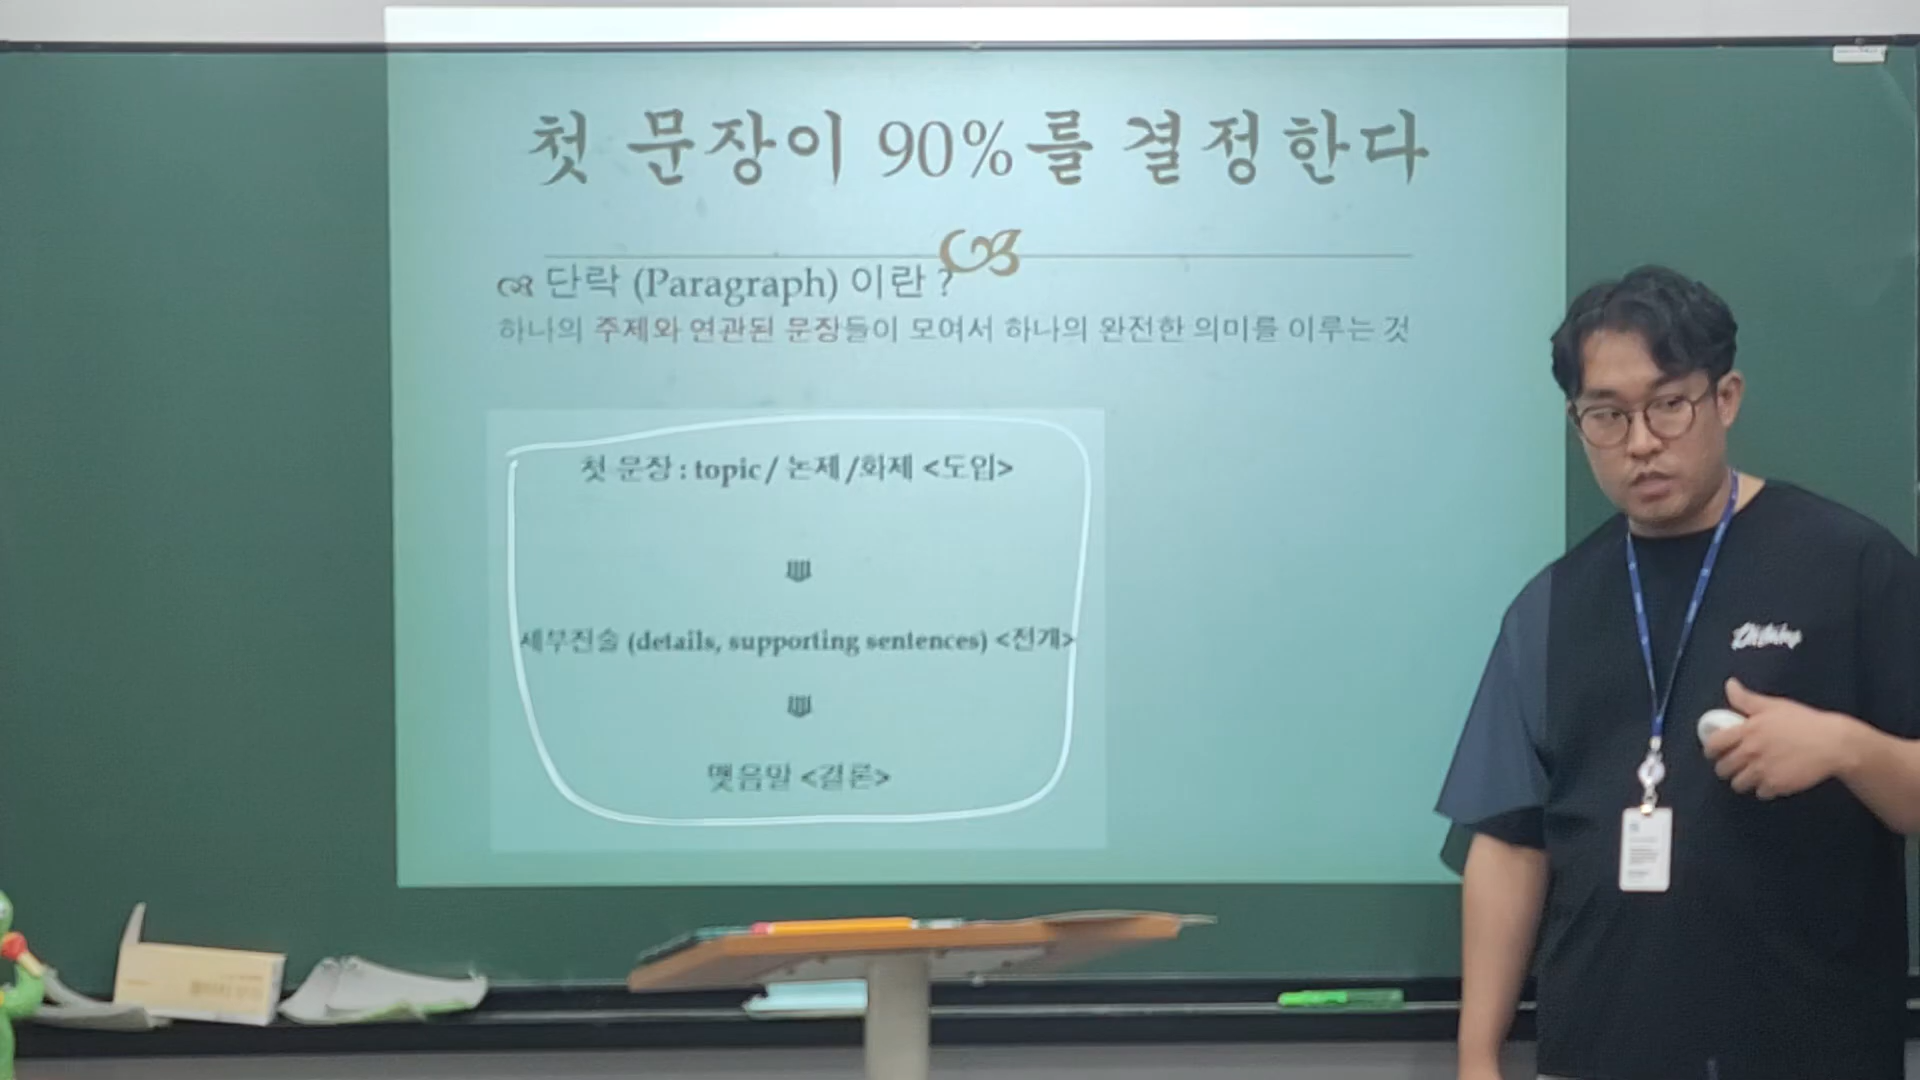 첫 문장이 90%를 결정한다
단락 (Paragraph) 이란?
하나의 주제와 연관된 문장들이 모여서 하나의 완전한 의미를 이루는 것
첫 문장 : topic / 논제 /화제 <도입>
세부진술 (details, supporting sentences) <전개>
맺음말 <결론>